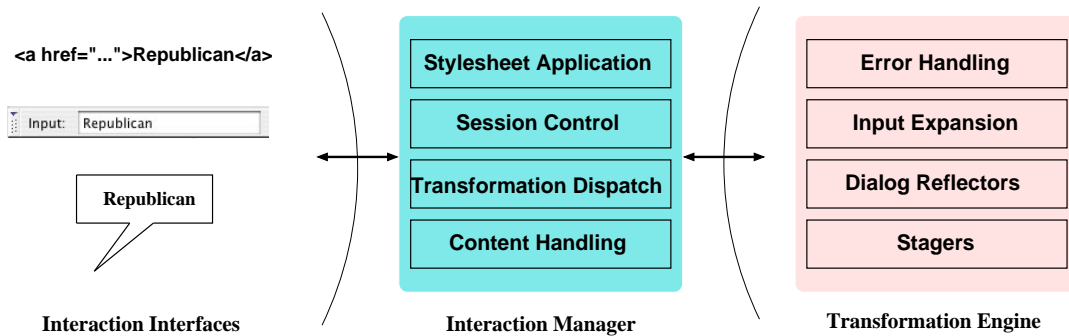 <a href="...">Republican</a>
Input: Republican
Republican
Interaction Interfaces
Stylesheet Application
Session Control
Transformation Dispatch
Content Handling
Interaction Manager
Error Handling
Input Expansion
Dialog Reflectors
Stagers
Transformation Engine